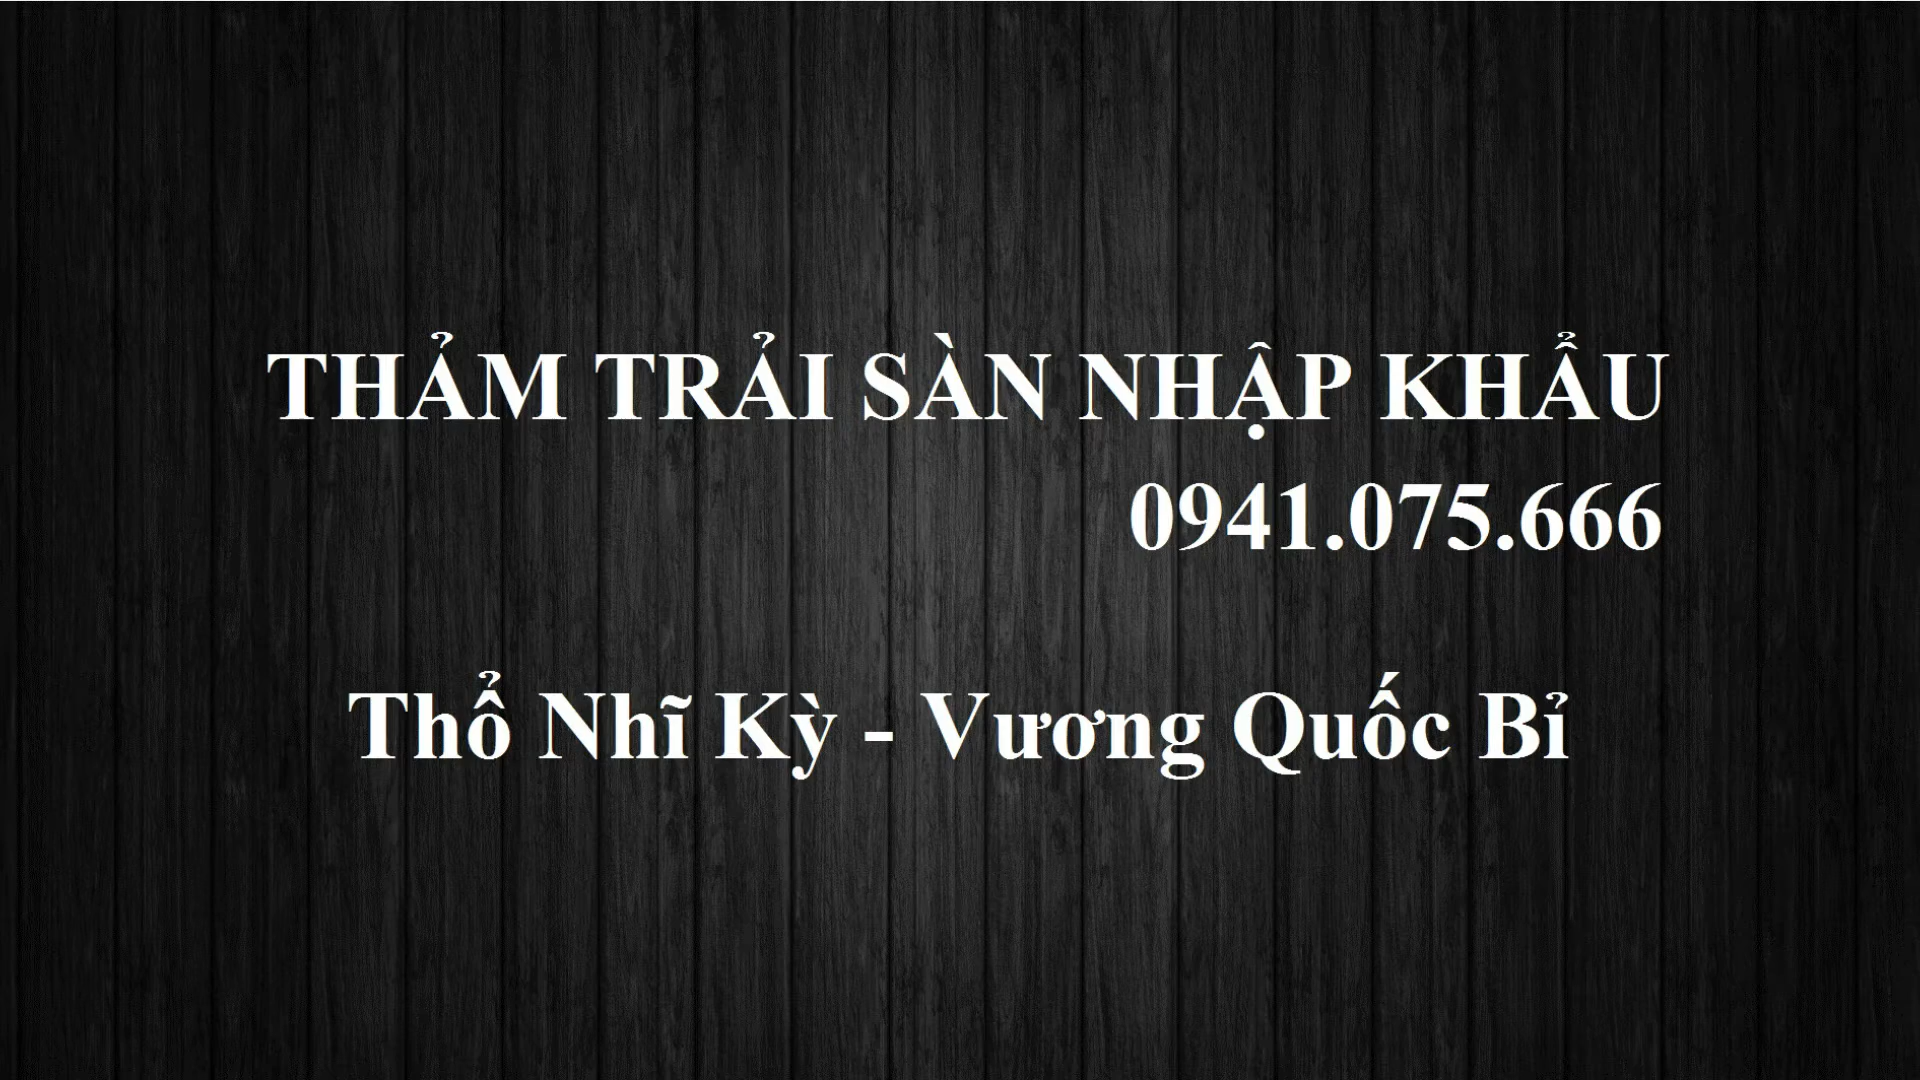 THẢM TRẢI SÀN NHẬP KHẨU
0941.075.666
Thổ Nhĩ Kỳ - Vương Quốc Bỉ